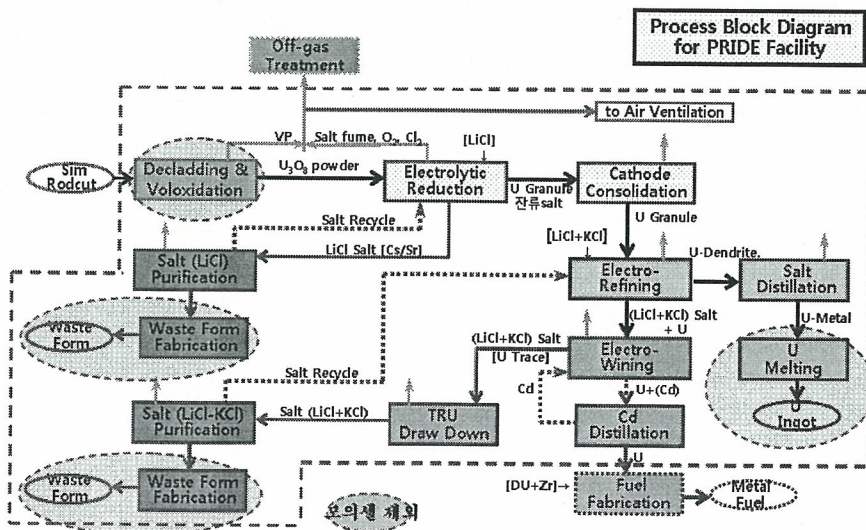 Process Block Diagram
for PRIDE Facility
Off-gas
Treatment
to Air Ventilation
VP
Salt fume, O₂, Cl₂
[LiCl]
Sim
Rodcut
Decladding &
Voloxidation
U₃O₈ powder
Electrolytic
Reduction
U Granule
잔류salt
Cathode
Consolidation
Salt Recycle
U Granule
LiCl Salt [Cs/Sr]
[LiCl+KCl]
U-Dendrite.
Salt (LiCl)
Purification
Electro-
Refining
Salt
Distillation
Waste
Form
Waste Form
Fabrication
(LiCl+KCl) Salt
+ U
U-Metal
(LiCl+KCl) Salt
[U Trace]
Electro-
Wining
U
Melting
Salt Recycle
Cd
U+(Cd)
Salt (LiCl-KCl)
Purification
Salt (LiCl+KCl)
TRU
Draw Down
Cd
Distillation
U
Ingot
U
Waste
Form
Waste Form
Fabrication
[DU+Zr]→
Fuel
Fabrication
Metal
Fuel
제외